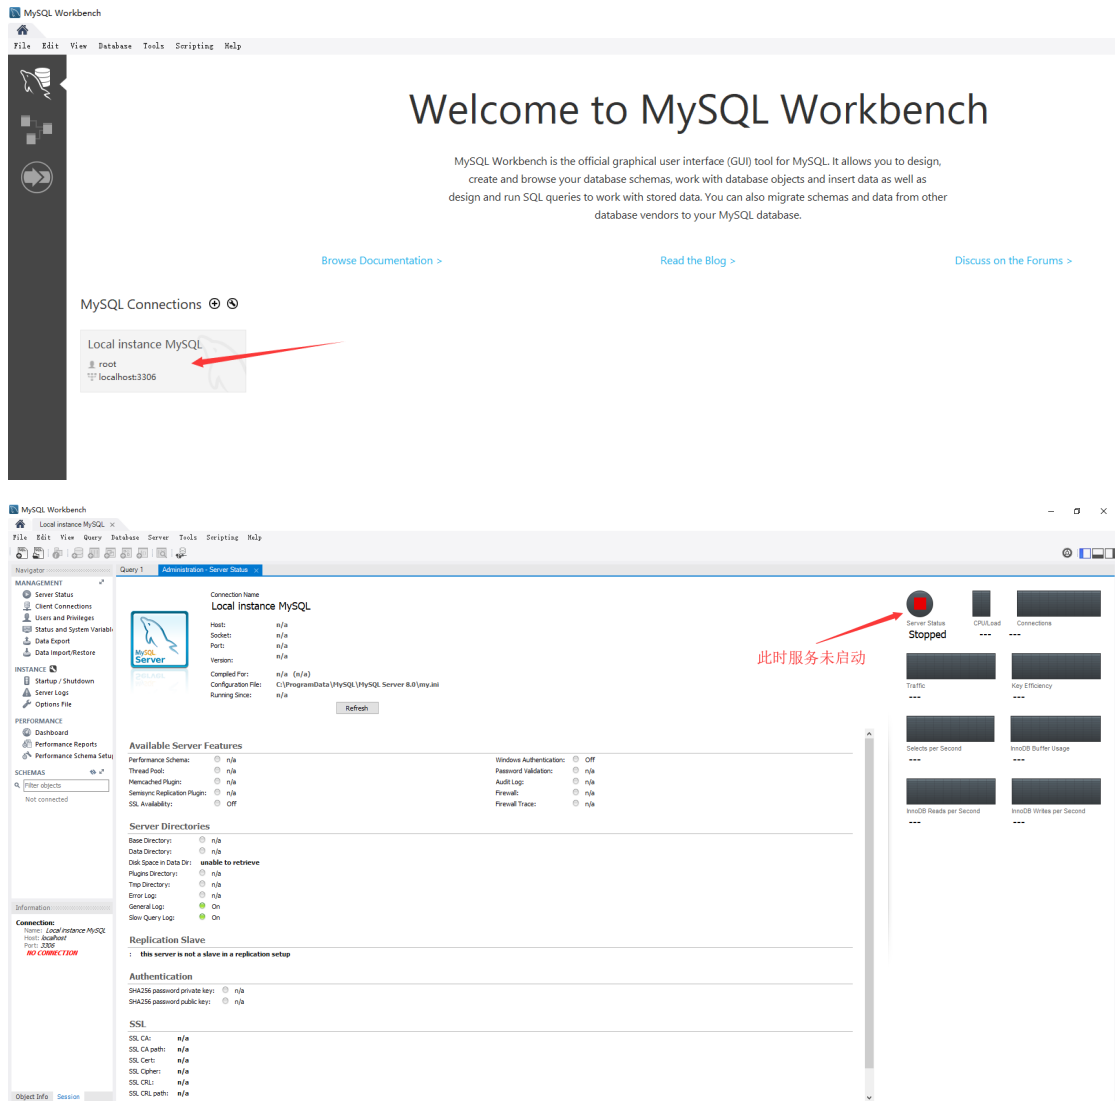 MySQL Workbench
File Edit View Database Tools Scripting Help
Welcome to MySQL Workbench
MySQL Workbench is the official graphical user interface (GUI) tool for MySQL. It allows you to design,
create and browse your database schemas, work with database objects and insert data as well as
design and run SQL queries to work with stored data. You can also migrate schemas and data from other
database vendors to your MySQL database.
Browse Documentation > Read the Blog > Discuss on the Forums >
MySQL Connections
Local instance MySQL
root
localhost:3306
MySQL Workbench
Local instance MySQL ×
File Edit View Query Database Server Tools Scripting Help
Navigator
Query 1 Administration - Server Status ×
MANAGEMENT
Server Status
Client Connections
Users and Privileges
Status and System Variabl
Data Export
Data Import/Restore
INSTANCE
Startup / Shutdown
Server Logs
Options File
PERFORMANCE
Dashboard
Performance Reports
Performance Schema Setup
SCHEMAS
Filter objects
Not connected
Information
Connection:
Name: Local instance MySQL
Host: localhost
Port: 3306
NO CONNECTION
Object Info Session
MySQL
Server
Connection Name
Local instance MySQL
Host: n/a
Socket: n/a
Port: n/a
Version: n/a
Compiled For: n/a (n/a)
Configuration File: C:\ProgramData\MySQL\MySQL Server 8.0\my.ini
Running Since: n/a
Refresh
Available Server Features
Performance Schema: n/a Windows Authentication: Off
Thread Pool: n/a Password Validation: n/a
Memcached Plugin: n/a Audit Log: n/a
Semisync Replication Plugin: n/a Firewall: n/a
SSL Availability: Off Firewall Trace: n/a
Server Directories
Base Directory: n/a
Data Directory: n/a
Disk Space in Data Dir: unable to retrieve
Plugins Directory: n/a
Tmp Directory: n/a
Error Log: n/a
General Log: On
Slow Query Log: On
Replication Slave
: this server is not a slave in a replication setup
Authentication
SHA256 password private key: n/a
SHA256 password public key: n/a
SSL
SSL CA: n/a
SSL CA path: n/a
SSL Cert: n/a
SSL Cipher: n/a
SSL CRL: n/a
SSL CRL path: n/a
Server Status CPU/Load Connections
Stopped --- ---
此时服务未启动
Traffic Key Efficiency
--- ---
Selects per Second InnoDB Buffer Usage
--- ---
InnoDB Reads per Second InnoDB Writes per Second
--- ---